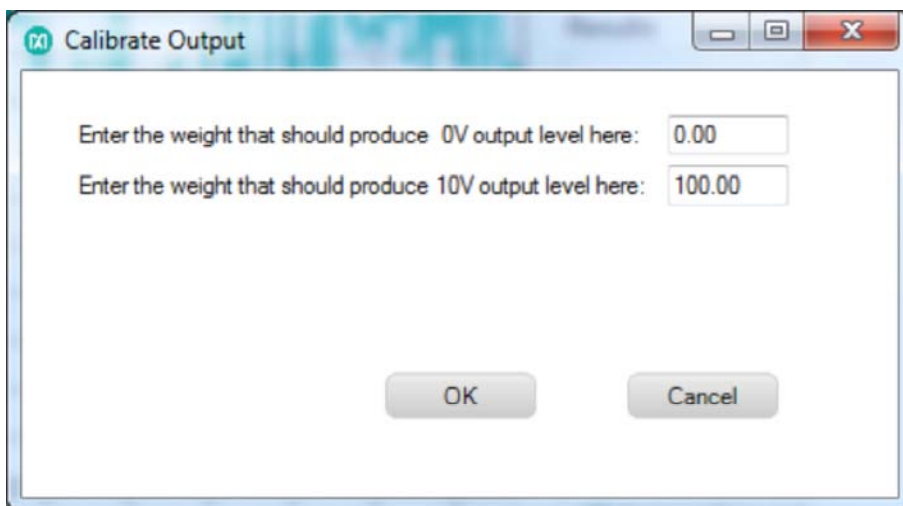 Calibrate Output
Results
Enter the weight that should produce 0V output level here: 0.00
Enter the weight that should produce 10V output level here: 100.00
OK Cancel